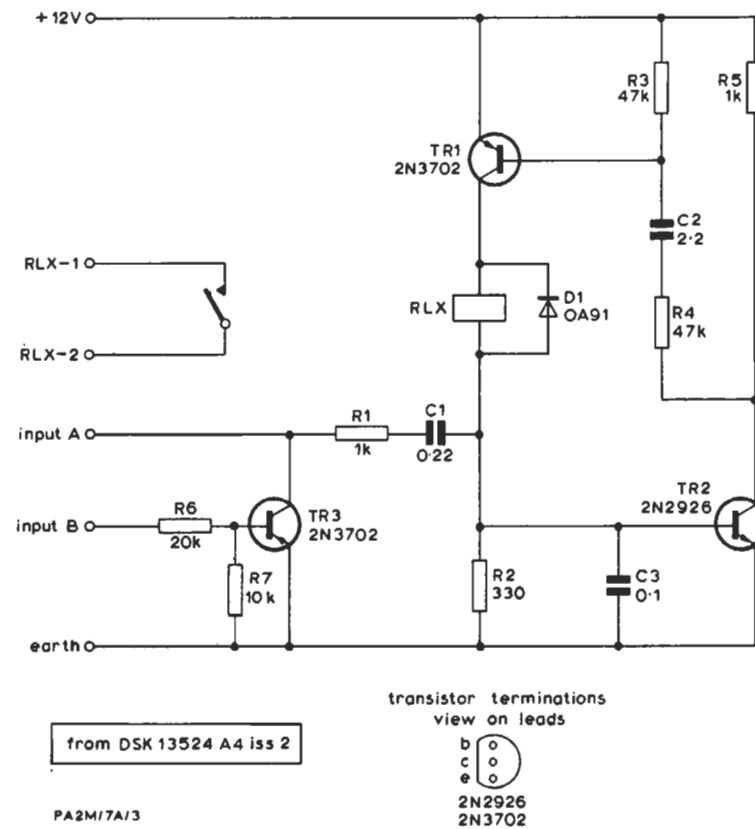 +12V
R3
47k
R5
1k
TR1
2N3702
C2
2·2
RLX-1
RLX
D1
OA91
R4
47k
RLX-2
input A
R1
1k
C1
0·22
input B
R6
20k
TR3
2N3702
TR2
2N2926
R7
10k
R2
330
C3
0·1
earth
transistor terminations
view on leads
from DSK 13524 A4 iss 2
b
c
e
2N2926
2N3702
PA2M/7A/3